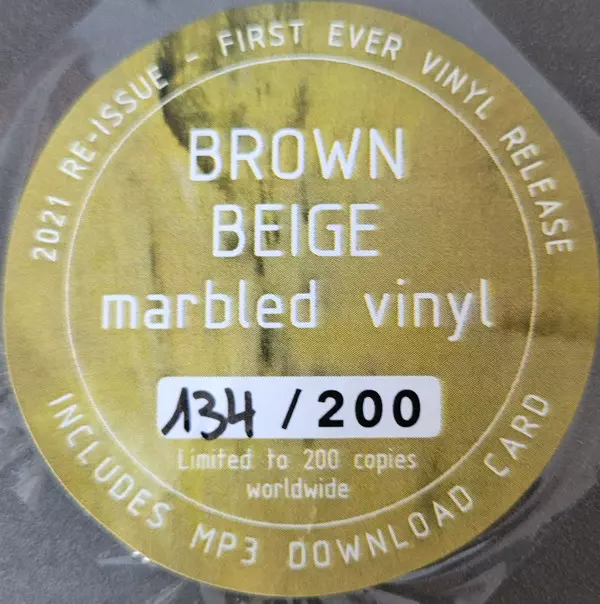 2021 RE-ISSUE - FIRST EVER VINYL RELEASE
BROWN
BEIGE
marbled vinyl
134 / 200
Limited to 200 copies
worldwide
INCLUDES MP3 DOWNLOAD CARD